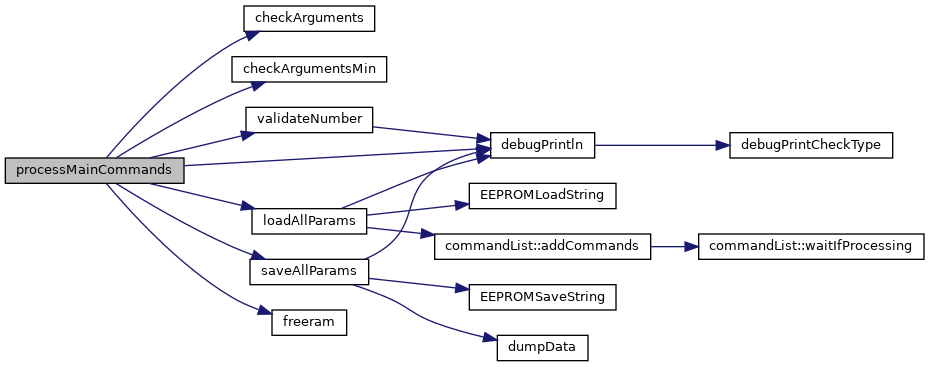 checkArguments
checkArgumentsMin
validateNumber
debugPrintln
debugPrintCheckType
processMainCommands
EEPROMLoadString
loadAllParams
commandList::addCommands
commandList::waitIfProcessing
saveAllParams
EEPROMSaveString
freeram
dumpData